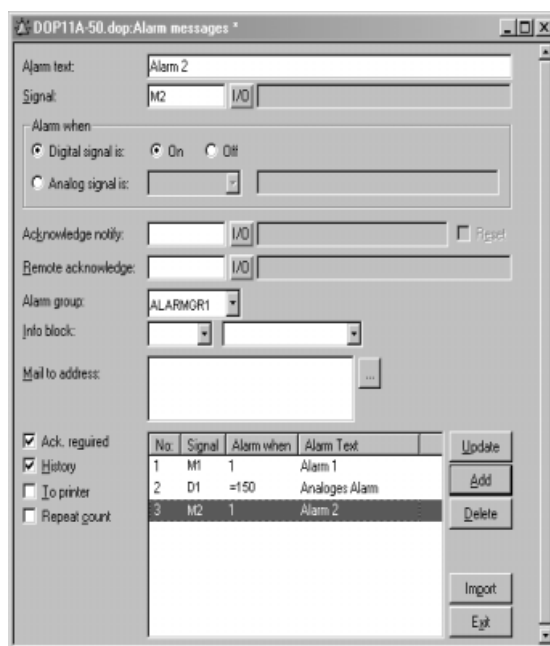 DOP11A-50.dop:Alarm messages *
Alarm text: Alarm 2
Signal: M2 I/O
Alarm when
Digital signal is: On Off
Analog signal is:
Acknowledge notify: I/O Reset
Remote acknowledge: I/O
Alarm group: ALARMGR1
Info block:
Mail to address: ...
Ack. required
History
To printer
Repeat count
No: Signal Alarm when Alarm Text
1 M1 1 Alarm 1
2 D1 =150 Analoges Alarm
3 M2 1 Alarm 2
Update
Add
Delete
Import
Exit